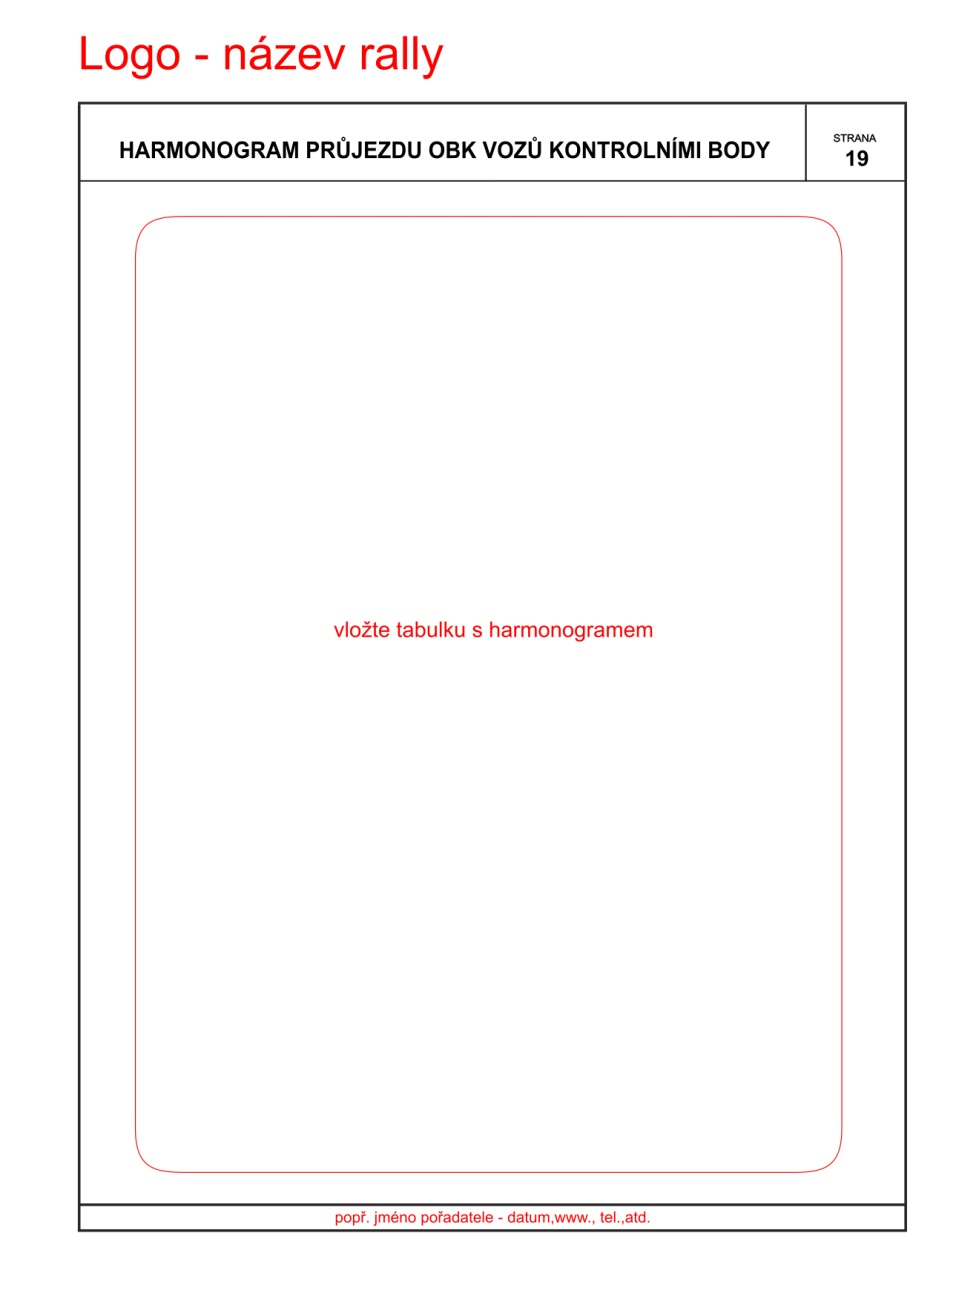 Logo - název rally
HARMONOGRAM PRŮJEZDU OBK VOZŮ KONTROLNÍMI BODY
STRANA
19
vložte tabulku s harmonogramem
popř. jméno pořadatele - datum,www., tel.,atd.